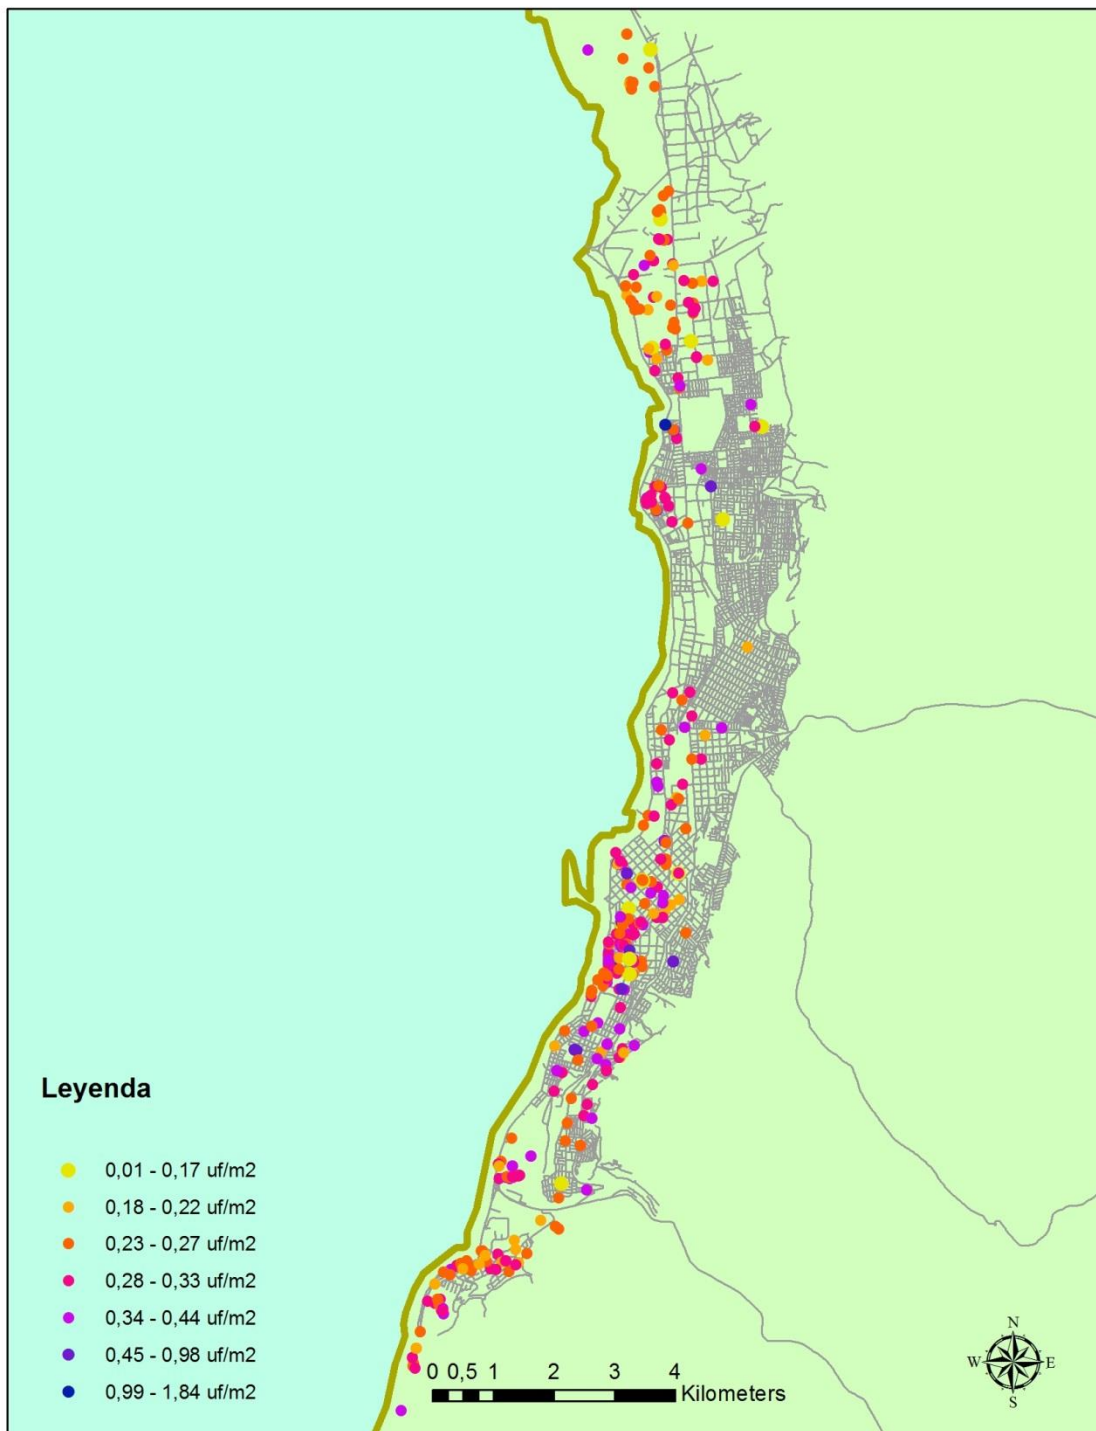 Leyenda
0,01 - 0,17 uf/m2
0,18 - 0,22 uf/m2
0,23 - 0,27 uf/m2
0,28 - 0,33 uf/m2
0,34 - 0,44 uf/m2
0,45 - 0,98 uf/m2
0,99 - 1,84 uf/m2
0 0,5 1 2 3 4
Kilometers
N
W E
S